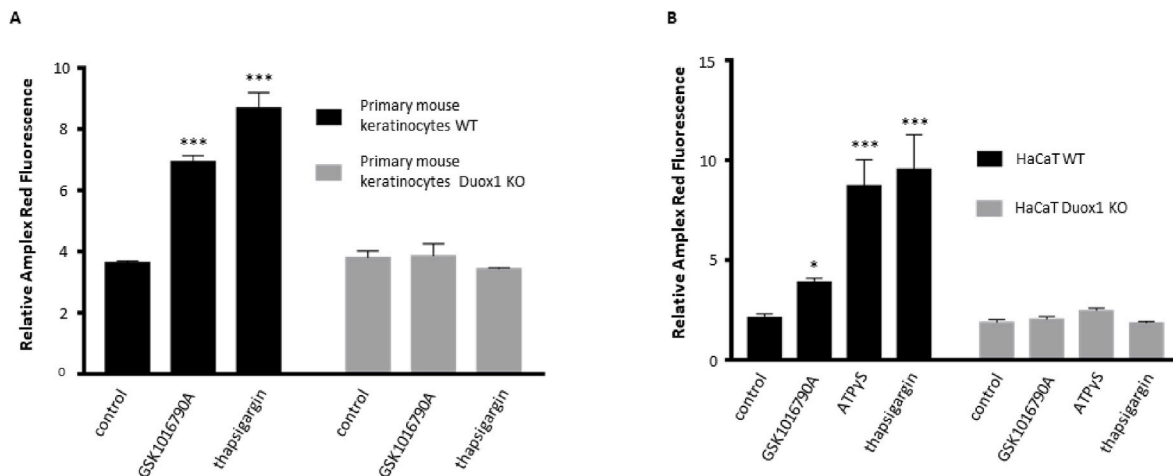 A
Relative Amplex Red Fluorescence
10
8
6
4
2
0
***
***
control
GSK1016790A
thapsigargin
control
GSK1016790A
thapsigargin
Primary mouse
keratinocytes WT
Primary mouse
keratinocytes Duox1 KO
B
Relative Amplex Red Fluorescence
15
10
5
0
*
***
***
control
GSK1016790A
ATPγS
thapsigargin
control
GSK1016790A
ATPγS
thapsigargin
HaCaT WT
HaCaT Duox1 KO